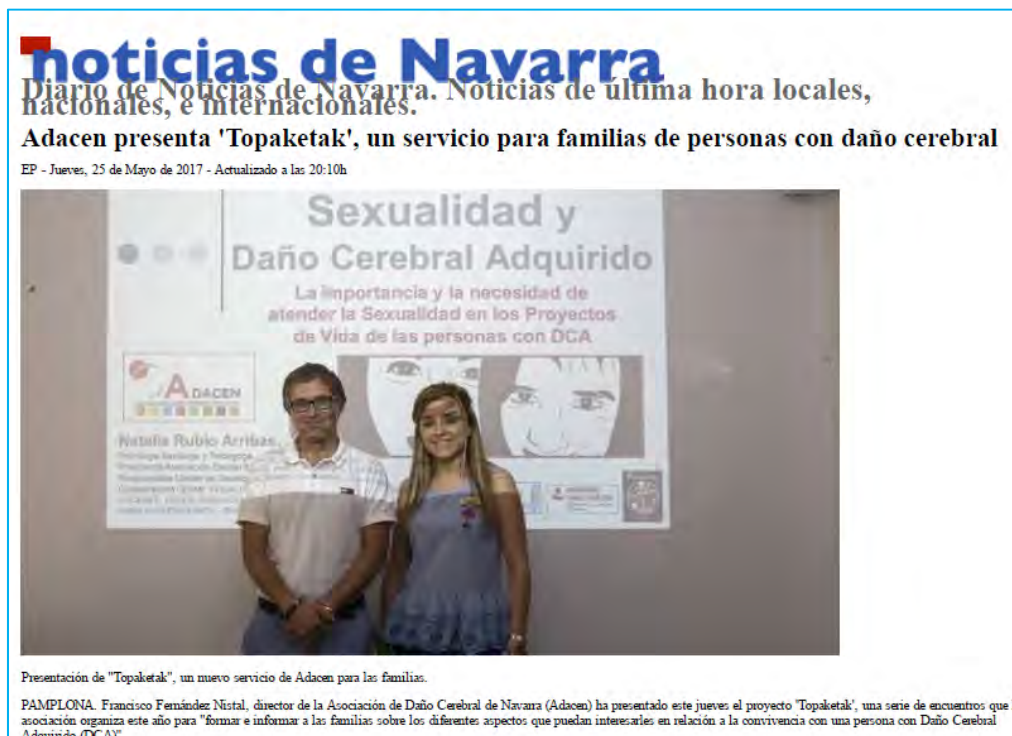 noticias de Navarra
Diario de Noticias de Navarra. Noticias de última hora locales,
nacionales, e internacionales.
Adacen presenta 'Topaketak', un servicio para familias de personas con daño cerebral
EP - Jueves, 25 de Mayo de 2017 - Actualizado a las 20:10h
Sexualidad y
Daño Cerebral Adquirido
La importancia y la necesidad de
atender la Sexualidad en los Proyectos
de Vida de las personas con DCA
ADACEN
Natalia Rubio Arribas
Presentación de "Topaketak", un nuevo servicio de Adacen para las familias.
PAMPLONA. Francisco Fernández Nistal, director de la Asociación de Daño Cerebral de Navarra (Adacen) ha presentado este jueves el proyecto 'Topaketak', una serie de encuentros que
asociación organiza este año para "formar e informar a las familias sobre los diferentes aspectos que puedan interesarles en relación a la convivencia con una persona con Daño Cerebral
Adquirido (DCA)"